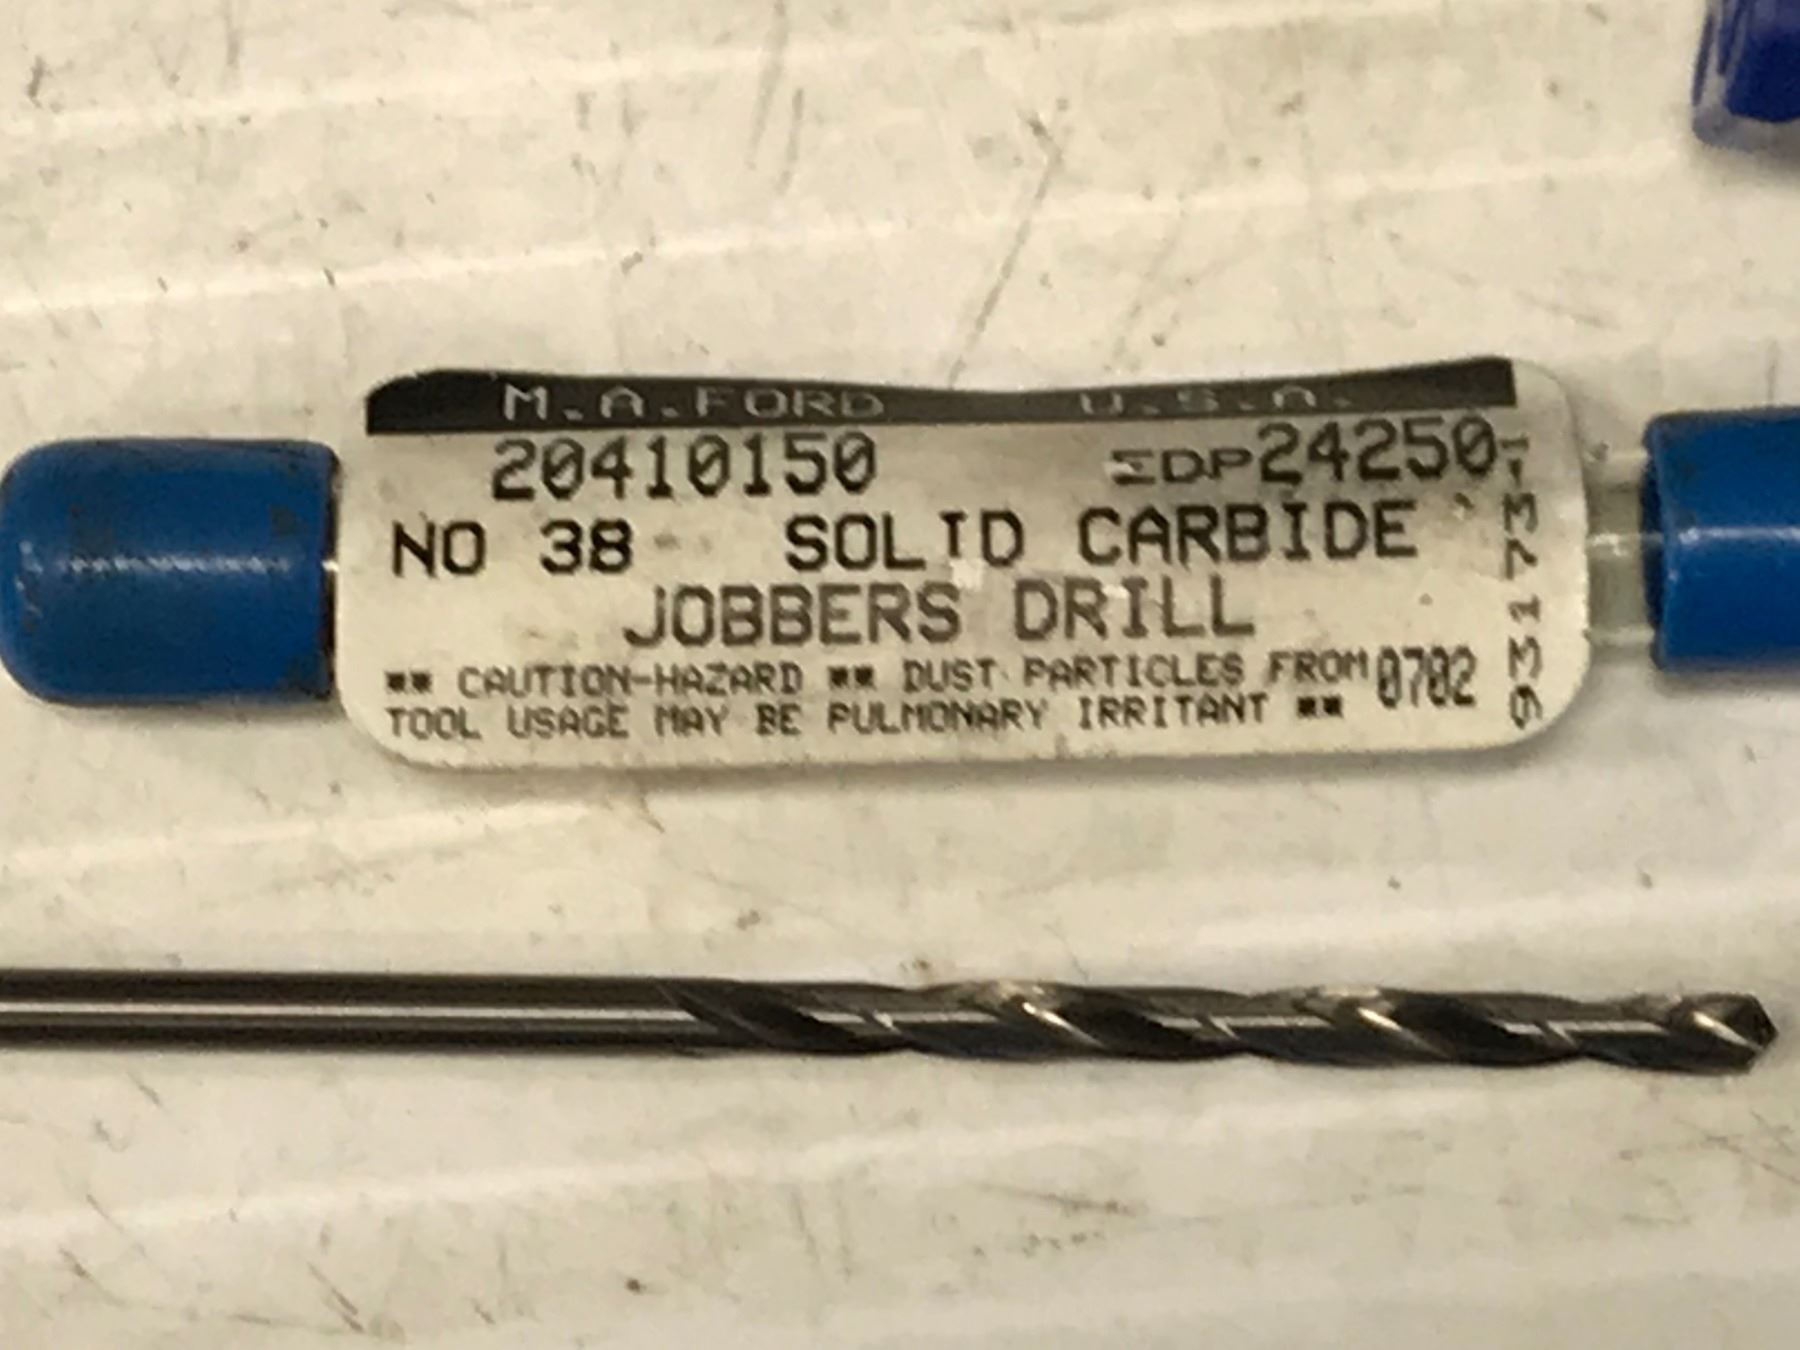 M.A.FORD U.S.A.
20410150 EDP24250
NO 38 SOLID CARBIDE
JOBBERS DRILL
** CAUTION-HAZARD ** DUST PARTICLES FROM 0702
TOOL USAGE MAY BE PULMONARY IRRITANT **
93173-1